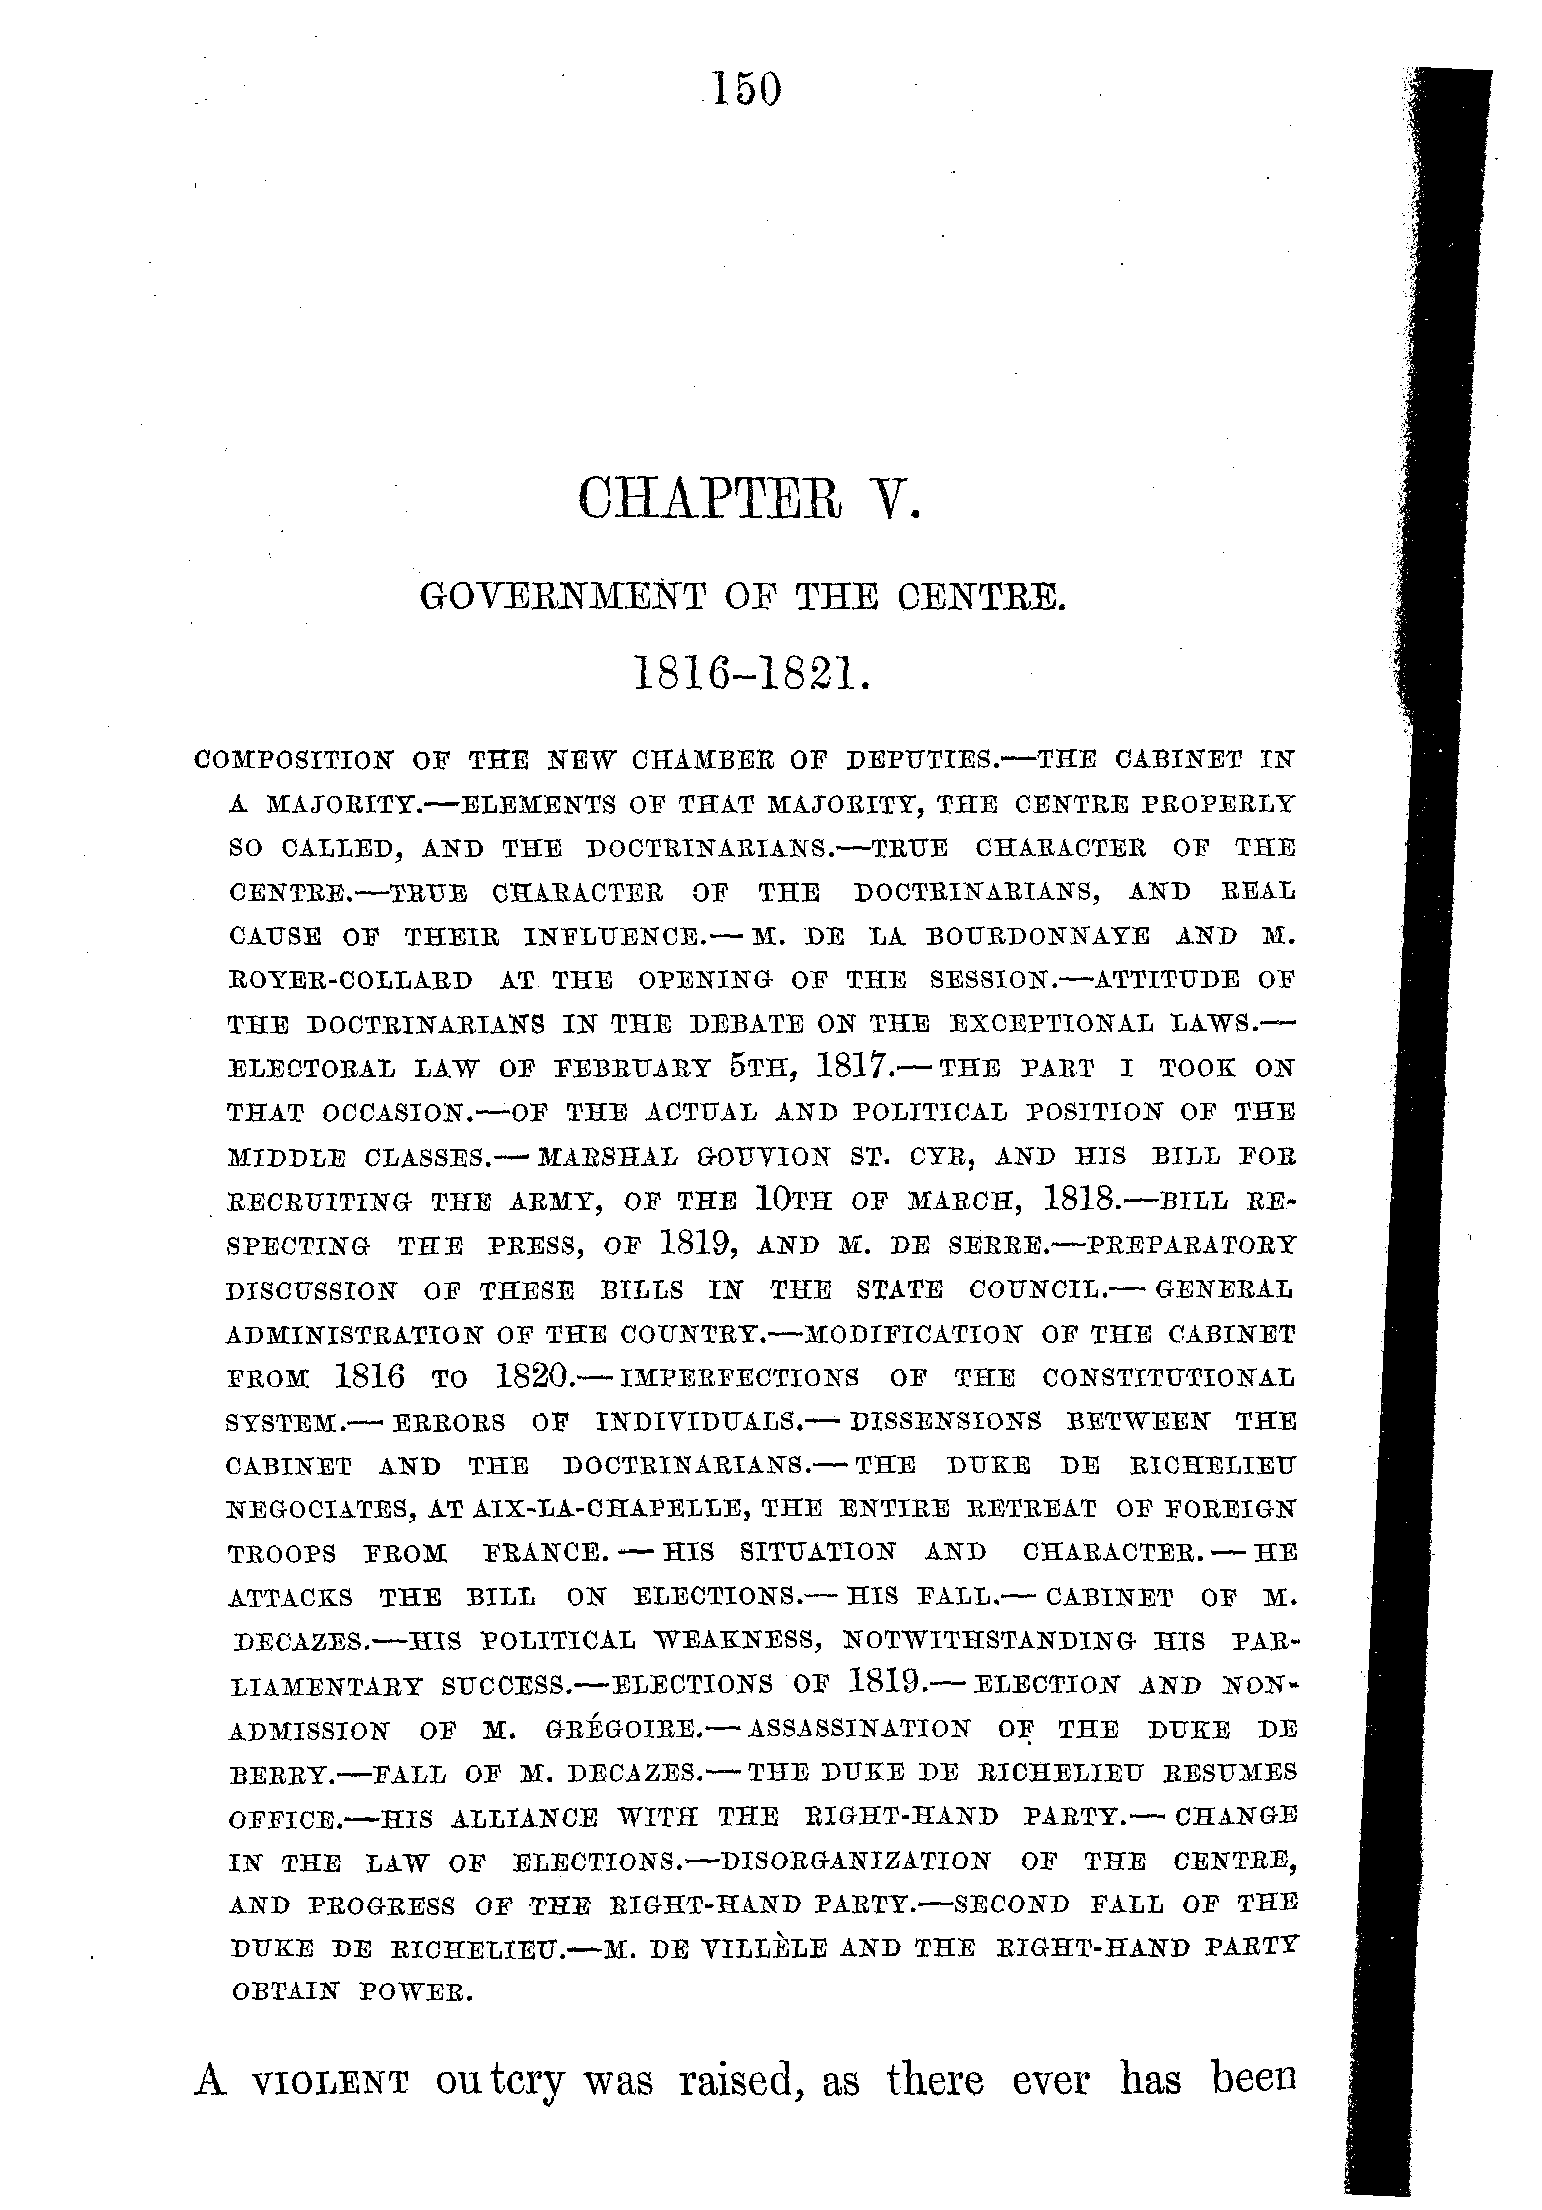 150
CHAPTER V.
GOVERNMENT OF THE CENTRE.
1816–1821.
COMPOSITION OF THE NEW CHAMBER OF DEPUTIES.—THE CABINET IN
A MAJORITY.—ELEMENTS OF THAT MAJORITY, THE CENTRE PROPERLY
SO CALLED, AND THE DOCTRINARIANS.—TRUE CHARACTER OF THE
CENTRE.—TRUE CHARACTER OF THE DOCTRINARIANS, AND REAL
CAUSE OF THEIR INFLUENCE.—M. DE LA BOURDONNAYE AND M.
ROYER-COLLARD AT THE OPENING OF THE SESSION.—ATTITUDE OF
THE DOCTRINARIANS IN THE DEBATE ON THE EXCEPTIONAL LAWS.—
ELECTORAL LAW OF FEBRUARY 5TH, 1817.—THE PART I TOOK ON
THAT OCCASION.—OF THE ACTUAL AND POLITICAL POSITION OF THE
MIDDLE CLASSES.—MARSHAL GOUVION ST. CYR, AND HIS BILL FOR
RECRUITING THE ARMY, OF THE 10TH OF MARCH, 1818.—BILL RE-
SPECTING THE PRESS, OF 1819, AND M. DE SERRE.—PREPARATORY
DISCUSSION OF THESE BILLS IN THE STATE COUNCIL.—GENERAL
ADMINISTRATION OF THE COUNTRY.—MODIFICATION OF THE CABINET
FROM 1816 TO 1820.—IMPERFECTIONS OF THE CONSTITUTIONAL
SYSTEM.—ERRORS OF INDIVIDUALS.—DISSENSIONS BETWEEN THE
CABINET AND THE DOCTRINARIANS.—THE DUKE DE RICHELIEU
NEGOCIATES, AT AIX-LA-CHAPELLE, THE ENTIRE RETREAT OF FOREIGN
TROOPS FROM FRANCE.—HIS SITUATION AND CHARACTER.—HE
ATTACKS THE BILL ON ELECTIONS.—HIS FALL.—CABINET OF M.
DECAZES.—HIS POLITICAL WEAKNESS, NOTWITHSTANDING HIS PAR-
LIAMENTARY SUCCESS.—ELECTIONS OF 1819.—ELECTION AND NON-
ADMISSION OF M. GRÉGOIRE.—ASSASSINATION OF THE DUKE DE
BERRY.—FALL OF M. DECAZES.—THE DUKE DE RICHELIEU RESUMES
OFFICE.—HIS ALLIANCE WITH THE RIGHT-HAND PARTY.—CHANGE
IN THE LAW OF ELECTIONS.—DISORGANIZATION OF THE CENTRE,
AND PROGRESS OF THE RIGHT-HAND PARTY.—SECOND FALL OF THE
DUKE DE RICHELIEU.—M. DE VILLÈLE AND THE RIGHT-HAND PARTY
OBTAIN POWER.
A VIOLENT outcry was raised, as there ever has been